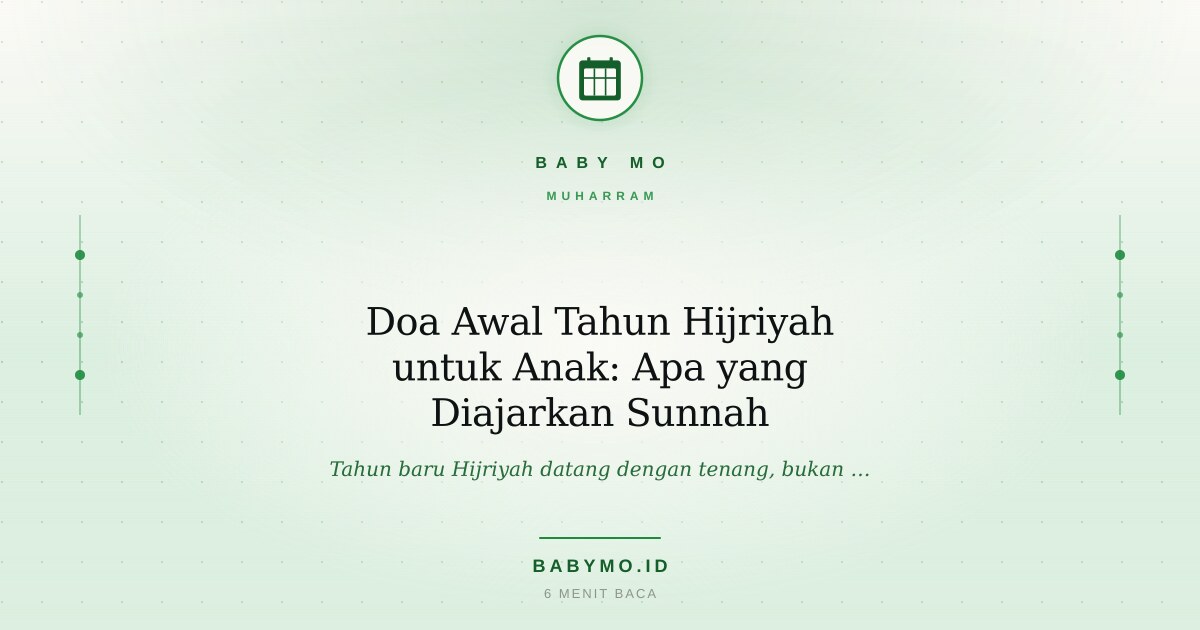 BABY MO
MUHARRAM
Doa Awal Tahun Hijriyah
untuk Anak: Apa yang
Diajarkan Sunnah
Tahun baru Hijriyah datang dengan tenang, bukan ...
BABYMO.ID
6 MENIT BACA